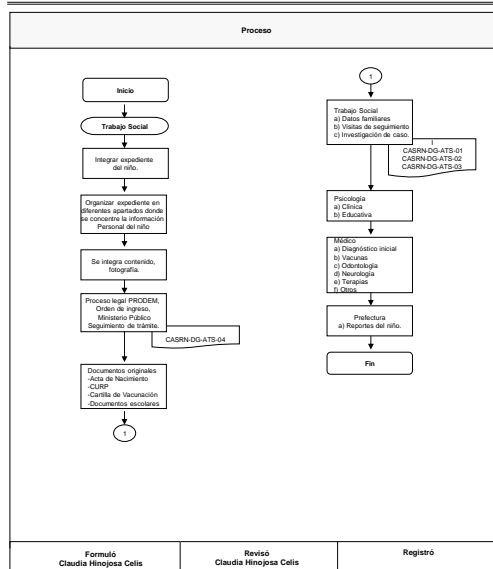 Proceso
Inicio
Trabajo Social
Integrar expediente
del niño.
Organizar expediente en
diferentes apartados donde
se concentre la información
Personal del niño
Se integra contenido,
fotografía.
Proceso legal PRODEM,
Orden de ingreso,
Ministerio Público
Seguimiento de trámite.
CASRN-DG-ATS-04
Documentos originales
-Acta de Nacimiento
-CURP
-Cartilla de Vacunación
-Documentos escolares
1
1
Trabajo Social
a) Datos familiares
b) Visitas de seguimiento
c) Investigación de caso.
CASRN-DG-ATS-01
CASRN-DG-ATS-02
CASRN-DG-ATS-03
Psicología
a) Clínica
b) Educativa
Médico
a) Diagnóstico inicial
b) Vacunas
c) Odontología
d) Neurología
e) Terapias
f) Otros
Prefectura
a) Reportes del niño.
Fin
Formuló
Claudia Hinojosa Celis
Revisó
Claudia Hinojosa Celis
Registró